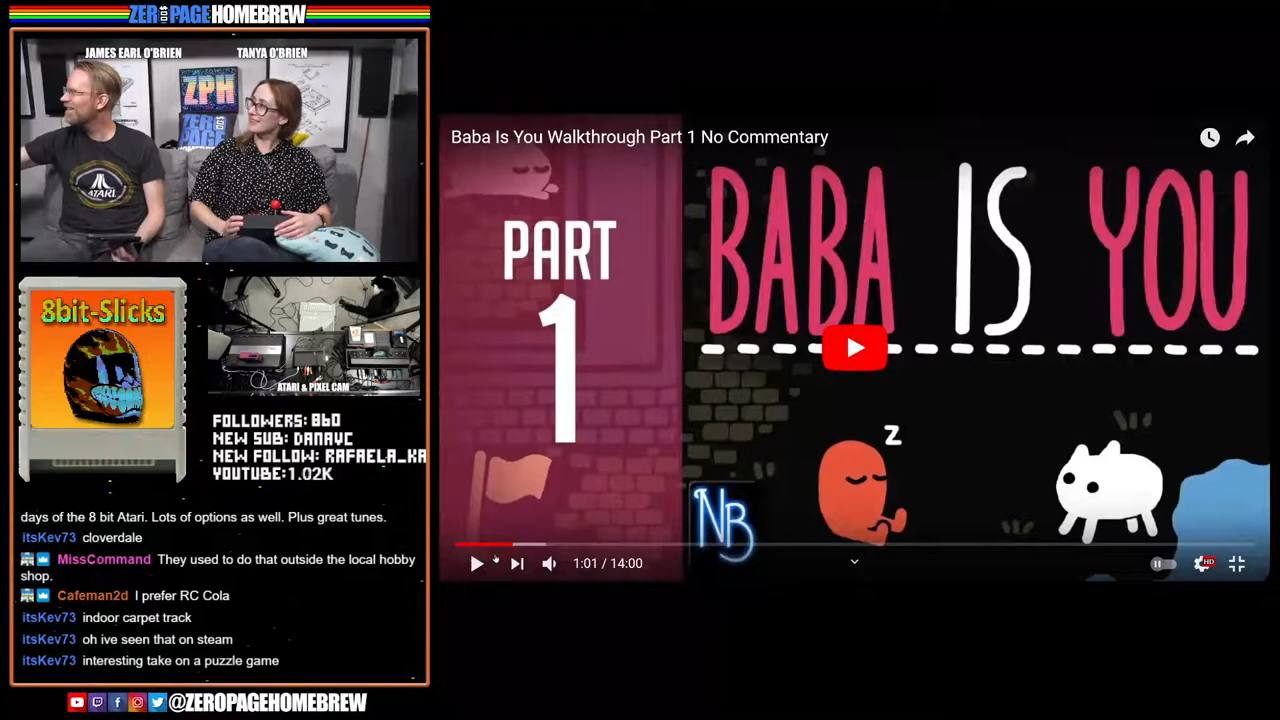 ZEROPAGEHOMEBREW
JAMES EARL O'BRIEN
TANYA O'BRIEN
ZPH
ZERO
PAGE
ATARI
8bit-Slicks
ATARI & PIXEL CAM
FOLLOWERS: 860
NEW SUB: DANAVC
NEW FOLLOW: RAFAELA_KA
YOUTUBE:1.02K
days of the 8 bit Atari. Lots of options as well. Plus great tunes.
itsKev73 cloverdale
MissCommand They used to do that outside the local hobby
shop.
Cafeman2d I prefer RC Cola
itsKev73 indoor carpet track
itsKev73 oh ive seen that on steam
itsKev73 interesting take on a puzzle game
@ZEROPAGEHOMEBREW
Baba Is You Walkthrough Part 1 No Commentary
PART
1
BABA IS YOU
Z
NB
1:01 / 14:00
HD